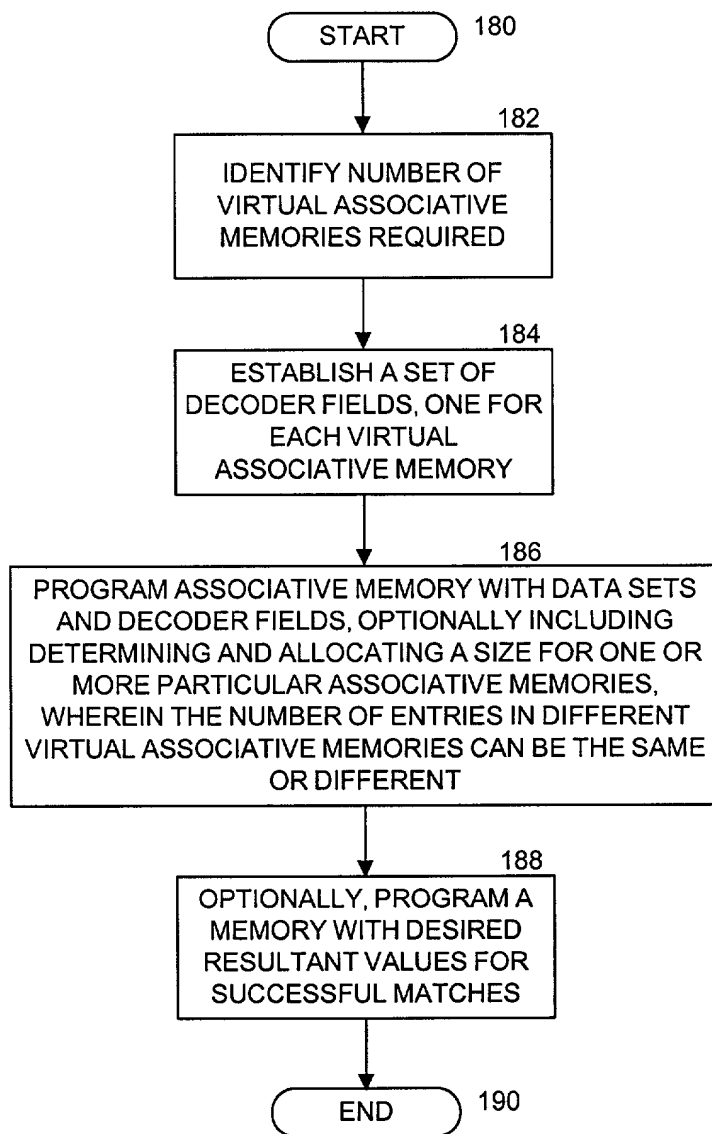 START
180
182
IDENTIFY NUMBER OF
VIRTUAL ASSOCIATIVE
MEMORIES REQUIRED
184
ESTABLISH A SET OF
DECODER FIELDS, ONE FOR
EACH VIRTUAL
ASSOCIATIVE MEMORY
186
PROGRAM ASSOCIATIVE MEMORY WITH DATA SETS
AND DECODER FIELDS, OPTIONALLY INCLUDING
DETERMINING AND ALLOCATING A SIZE FOR ONE OR
MORE PARTICULAR ASSOCIATIVE MEMORIES,
WHEREIN THE NUMBER OF ENTRIES IN DIFFERENT
VIRTUAL ASSOCIATIVE MEMORIES CAN BE THE SAME
OR DIFFERENT
188
OPTIONALLY, PROGRAM A
MEMORY WITH DESIRED
RESULTANT VALUES FOR
SUCCESSFUL MATCHES
END
190